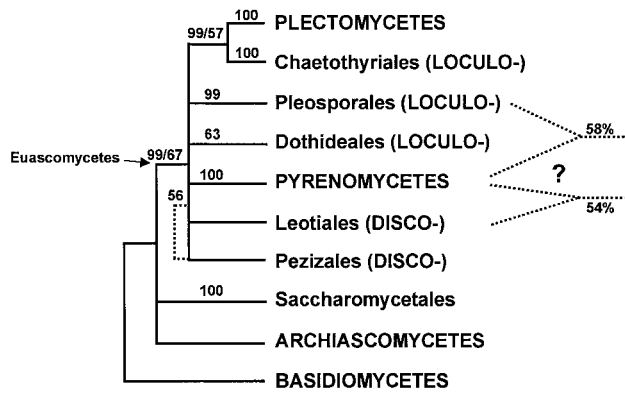 100 PLECTOMYCETES
99/57
100 Chaetothyriales (LOCULO-)
99 Pleosporales (LOCULO-)
58%
63 Dothideales (LOCULO-)
Euascomycetes 99/67
100 PYRENOMYCETES
?
56
54%
Leotiales (DISCO-)
Pezizales (DISCO-)
100 Saccharomycetales
ARCHIASCOMYCETES
BASIDIOMYCETES